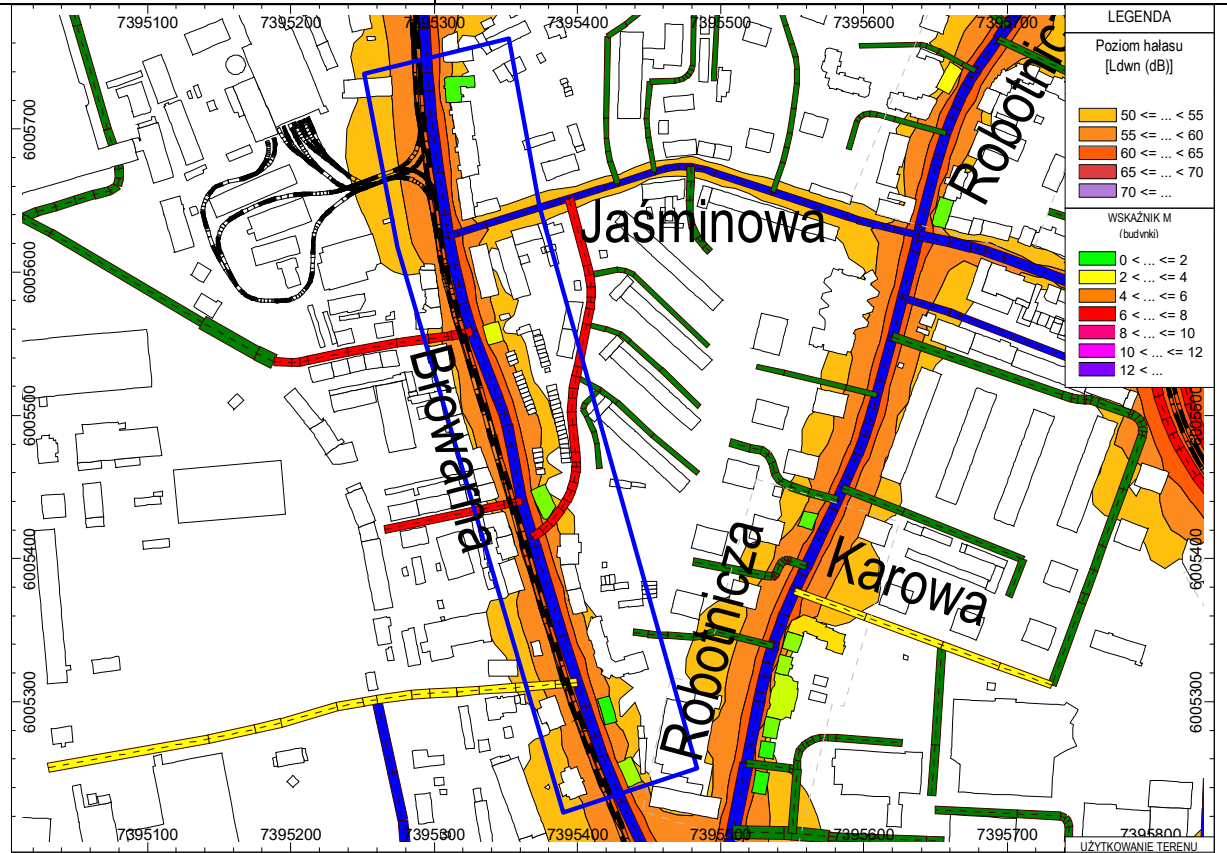 7395100
7395200
7395300
7395400
7395500
7395600
7395700
LEGENDA
Poziom hałasu
[Ldwn (dB)]
50 <= ... < 55
55 <= ... < 60
60 <= ... < 65
65 <= ... < 70
70 <= ...
WSKAŹNIK M
(budynki)
0 < ... <= 2
2 < ... <= 4
4 < ... <= 6
6 < ... <= 8
8 < ... <= 10
10 < ... <= 12
12 < ...
6005700
6005600
6005500
6005400
6005300
Robotnicz
Jaśminowa
Browarna
Robotnicza
Karowa
6005500
6005400
6005300
7395100
7395200
7395300
7395400
7395500
7395600
7395700
7395800
UŻYTKOWANIE TERENU